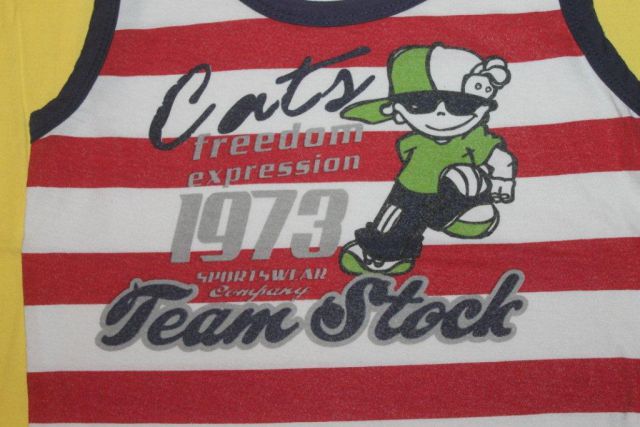 Cats
freedom
expression
1973
SPORTSWEAR
Company
Team Stock